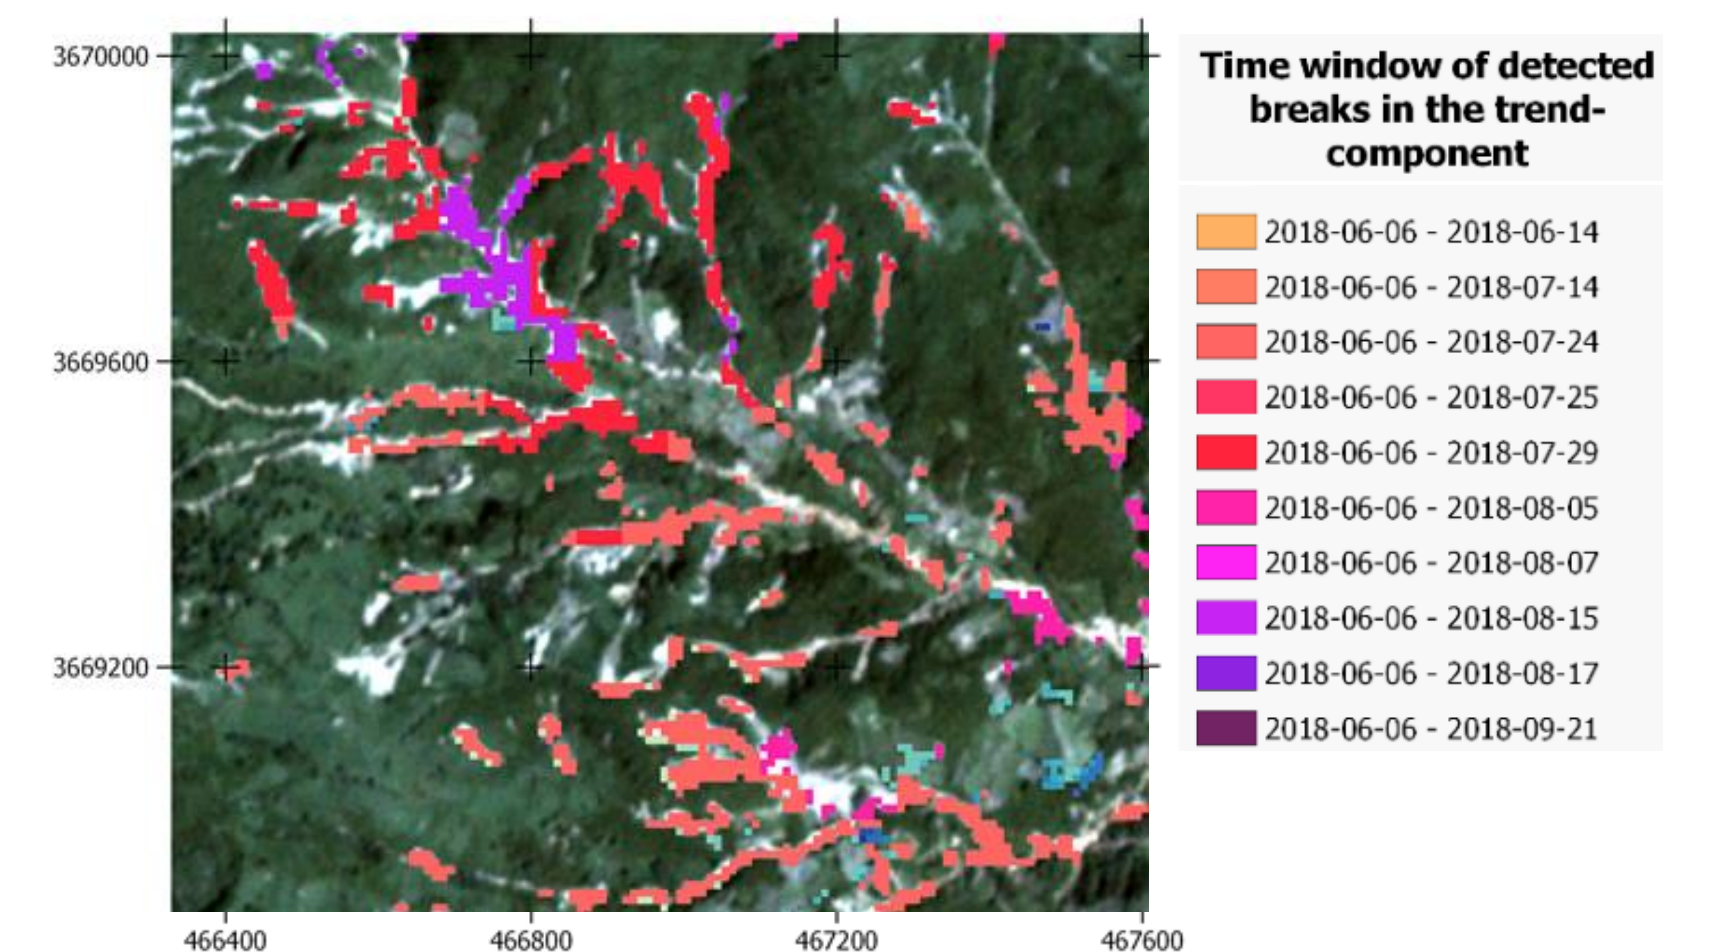 3670000
3669600
3669200
466400
466800
467200
467600
Time window of detected
breaks in the trend-
component
2018-06-06 - 2018-06-14
2018-06-06 - 2018-07-14
2018-06-06 - 2018-07-24
2018-06-06 - 2018-07-25
2018-06-06 - 2018-07-29
2018-06-06 - 2018-08-05
2018-06-06 - 2018-08-07
2018-06-06 - 2018-08-15
2018-06-06 - 2018-08-17
2018-06-06 - 2018-09-21